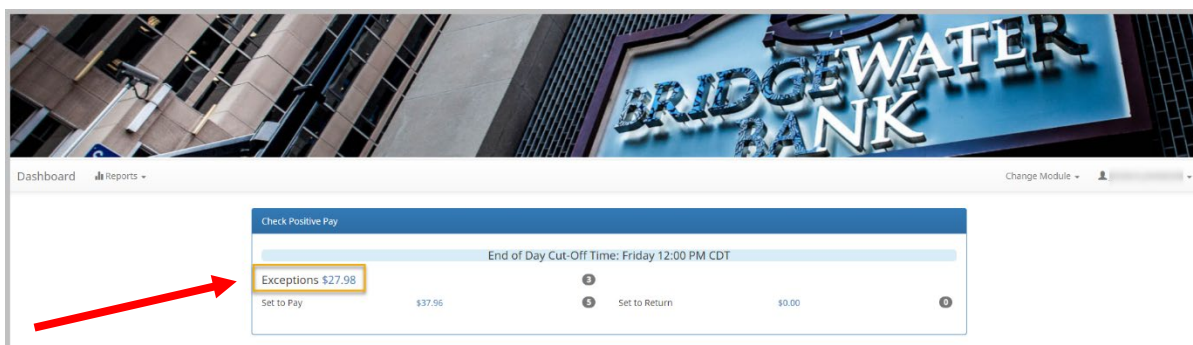 BRIDGEWATER
BANK
Dashboard Reports Change Module
Check Positive Pay
End of Day Cut-Off Time: Friday 12:00 PM CDT
Exceptions $27.98 3
Set to Pay $37.96 5 Set to Return $0.00 0